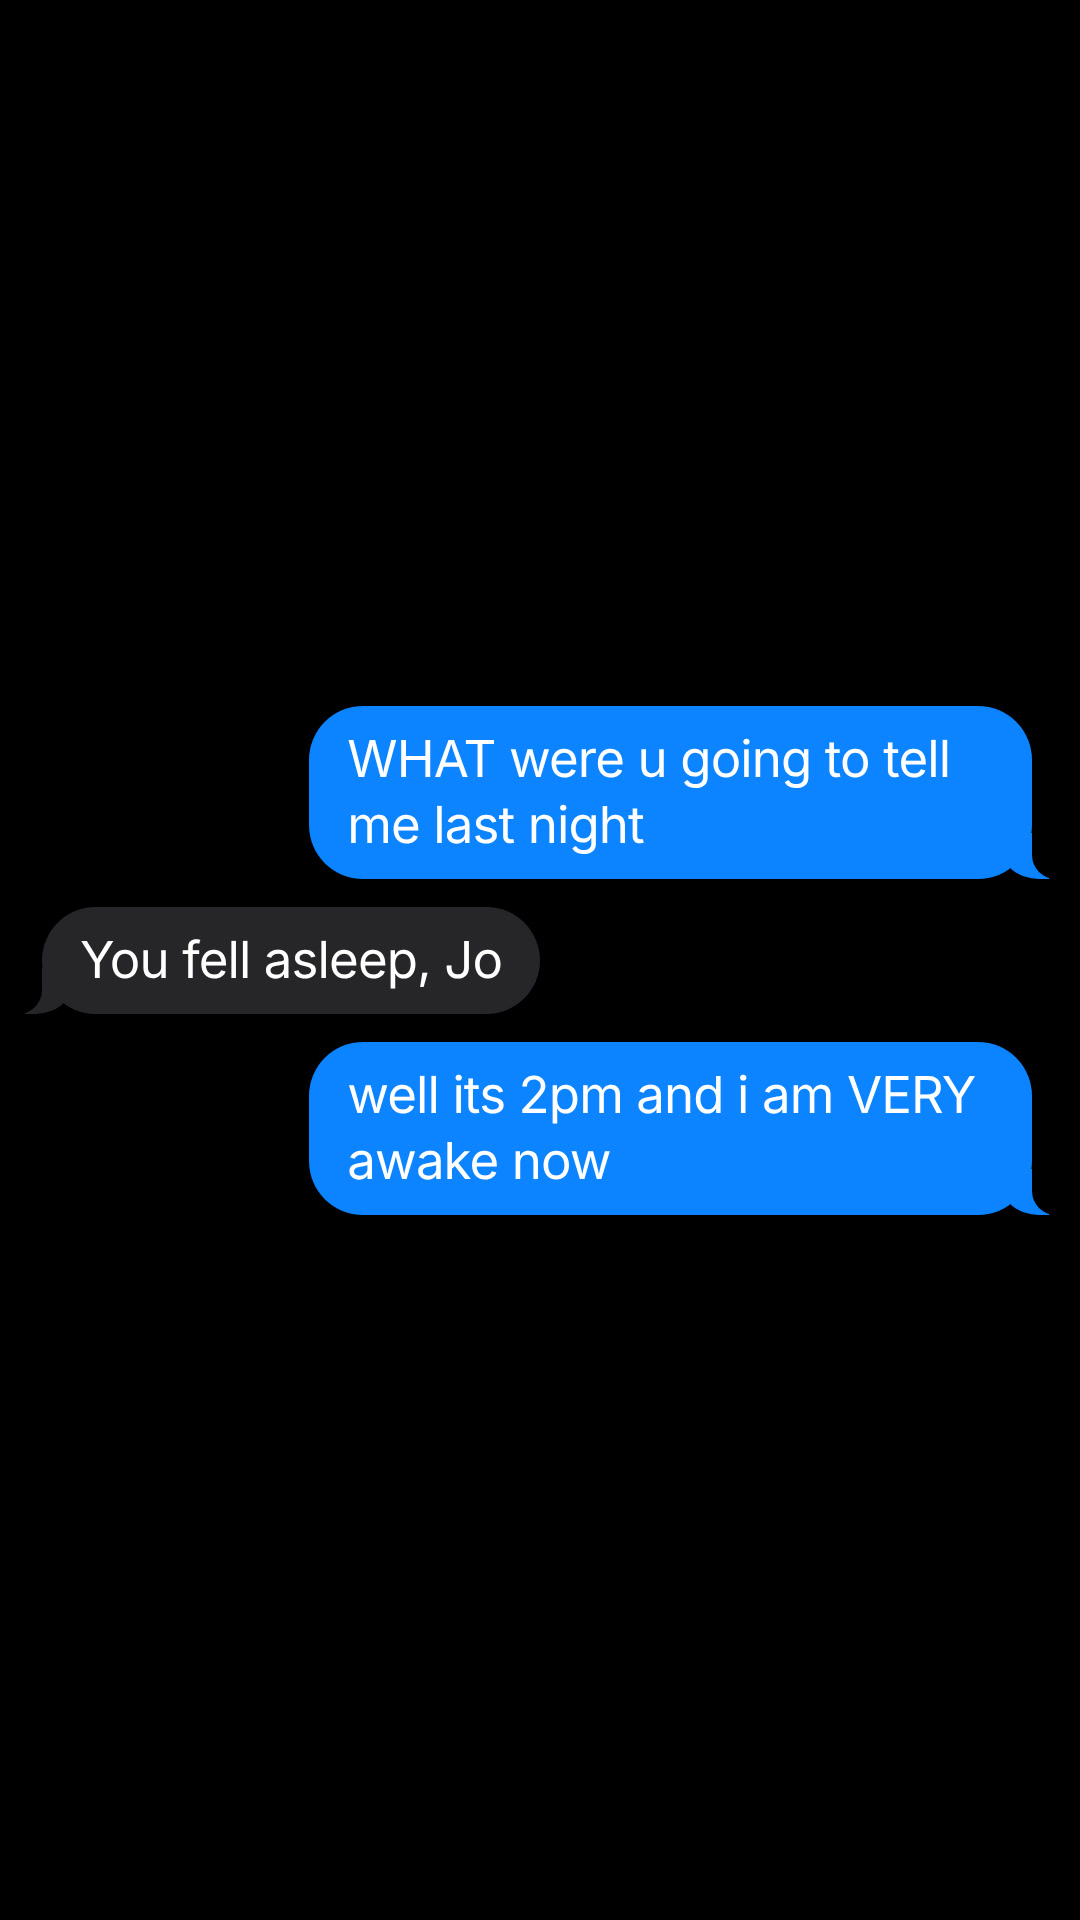 WHAT were u going to tell
me last night
You fell asleep, Jo
well its 2pm and i am VERY
awake now